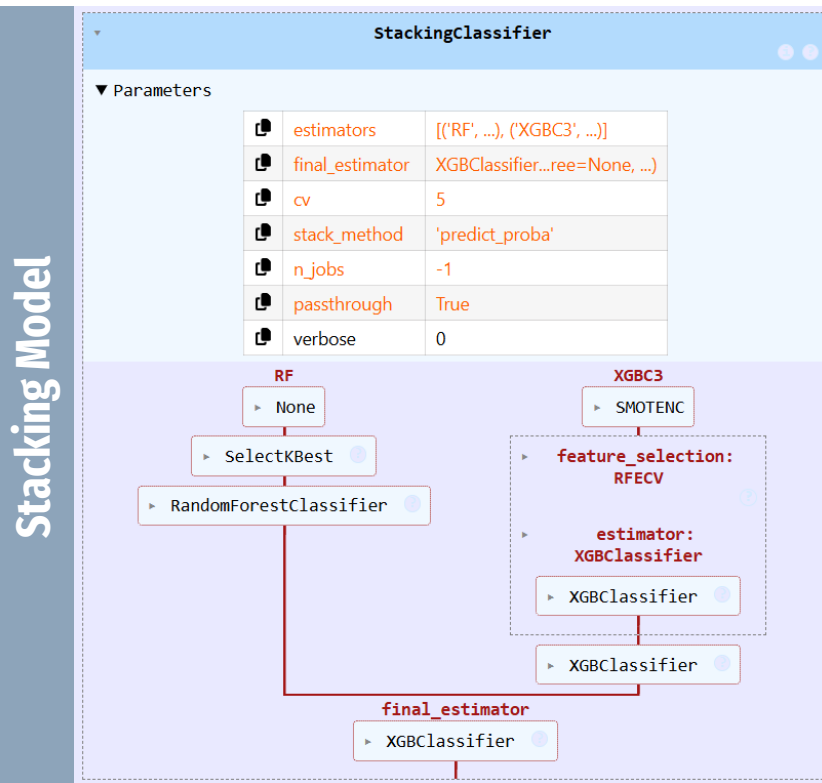 Stacking Model
StackingClassifier
Parameters
estimators [('RF', ...), ('XGBC3', ...)]
final_estimator XGBClassifier...ree=None, ...)
cv 5
stack_method 'predict_proba'
n_jobs -1
passthrough True
verbose 0
RF XGBC3
None SMOTENC
SelectKBest
feature_selection:
RFECV
RandomForestClassifier
estimator:
XGBClassifier
XGBClassifier
XGBClassifier
final_estimator
XGBClassifier